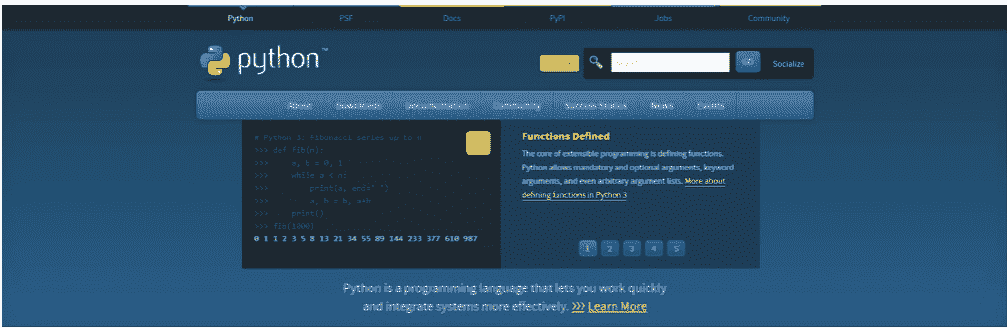 Python PSF Docs PyPI Jobs Community
python™
GO Socialize
About Downloads Documentation Community Success Stories News Events
# Python 3: Fibonacci series up to n
>>> def fib(n):
>>>     a, b = 0, 1
>>>     while a < n:
>>>         print(a, end=' ')
>>>         a, b = b, a+b
>>>     print()
>>> fib(1000)
0 1 1 2 3 5 8 13 21 34 55 89 144 233 377 610 987
Functions Defined
The core of extensible programming is defining functions.
Python allows mandatory and optional arguments, keyword
arguments, and even arbitrary argument lists. More about
defining functions in Python 3
1 2 3 4 5
Python is a programming language that lets you work quickly
and integrate systems more effectively. >>> Learn More